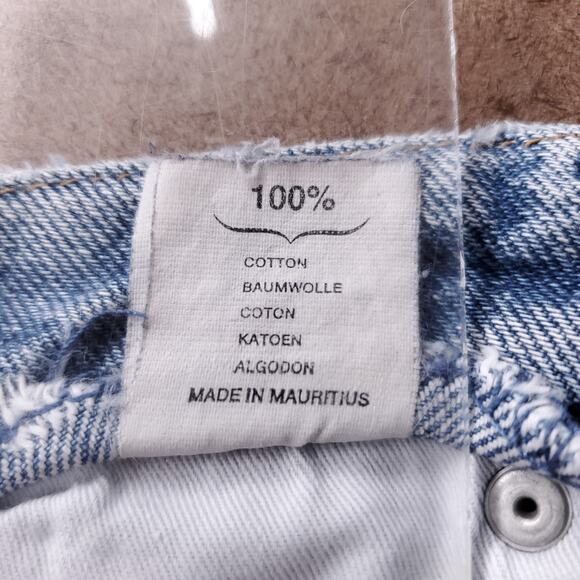 100%
COTTON
BAUMWOLLE
COTON
KATOEN
ALGODON
MADE IN MAURITIUS